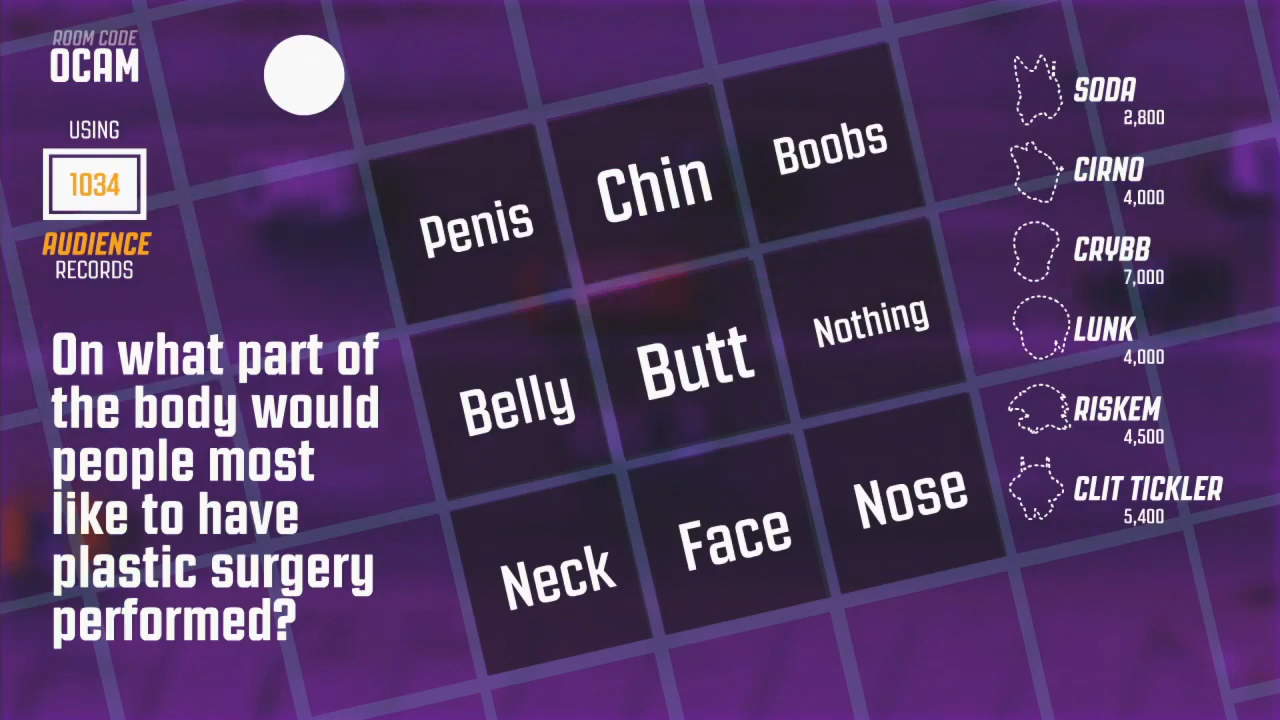 ROOM CODE
OCAM
USING
1034
AUDIENCE
RECORDS
On what part of
the body would
people most
like to have
plastic surgery
performed?
Penis
Chin
Boobs
Belly
Butt
Nothing
Neck
Face
Nose
SODA
2,800
CIRNO
4,000
CRYBB
7,000
LUNK
4,000
RISKEM
4,500
CLIT TICKLER
5,400